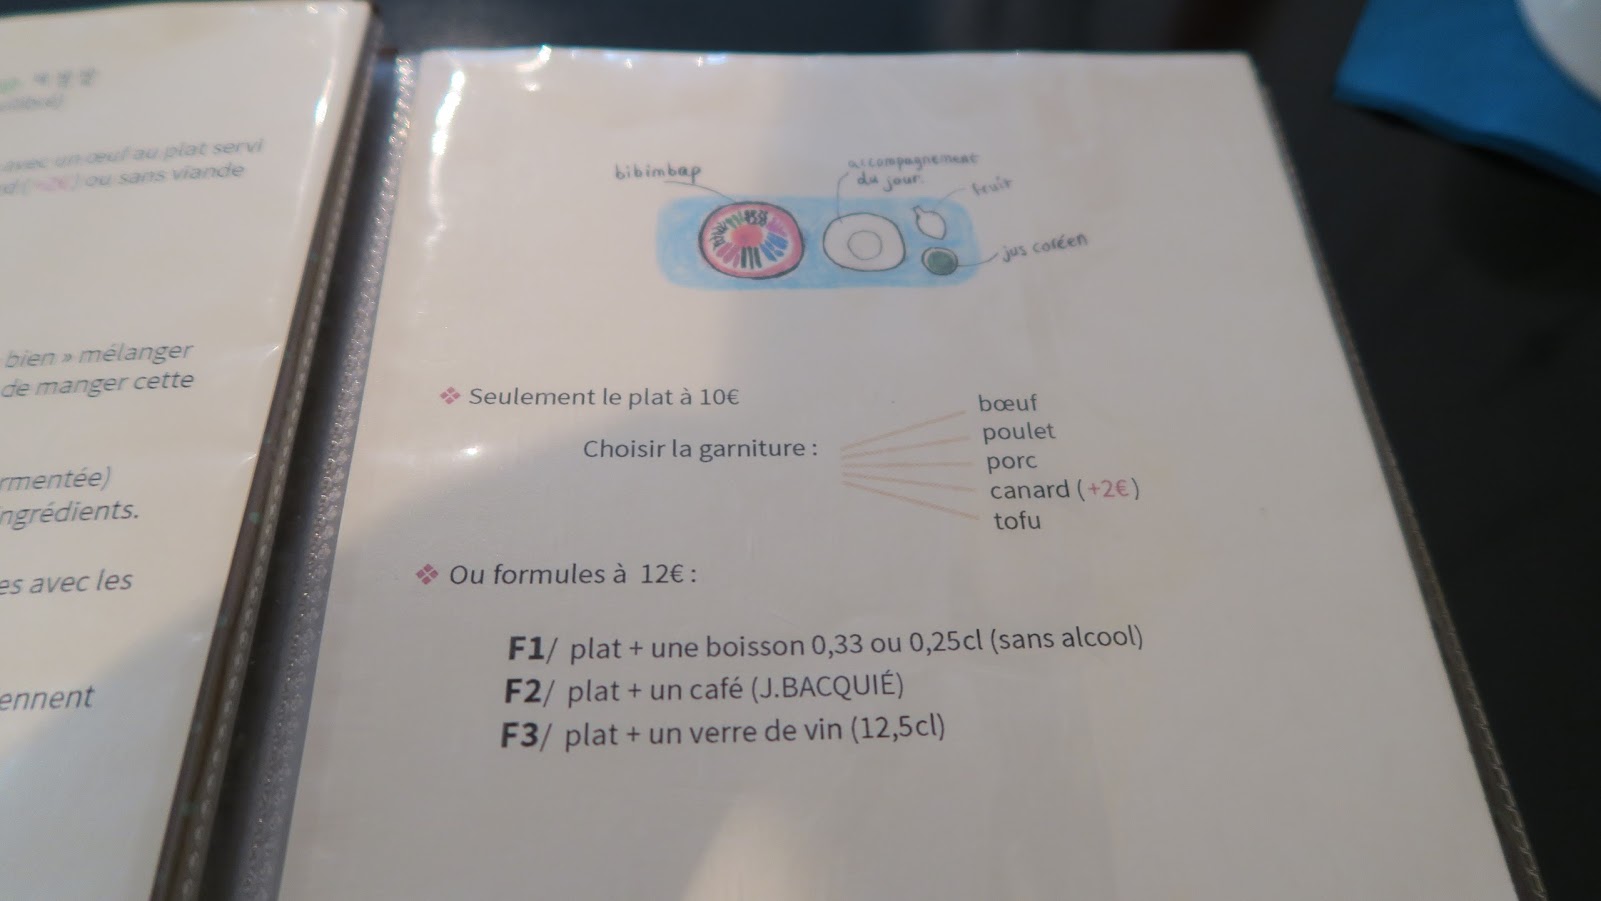 avec un œuf au plat servi
(+2€) ou sans viande
bien » mélanger
de manger cette
rmentée)
ngrédients.
es avec les
ennent
bibimbap
accompagnement
du jour.
fruit
jus coréen
❖ Seulement le plat à 10€
Choisir la garniture :
bœuf
poulet
porc
canard (+2€)
tofu
❖ Ou formules à 12€ :
F1/ plat + une boisson 0,33 ou 0,25cl (sans alcool)
F2/ plat + un café (J.BACQUIÉ)
F3/ plat + un verre de vin (12,5cl)